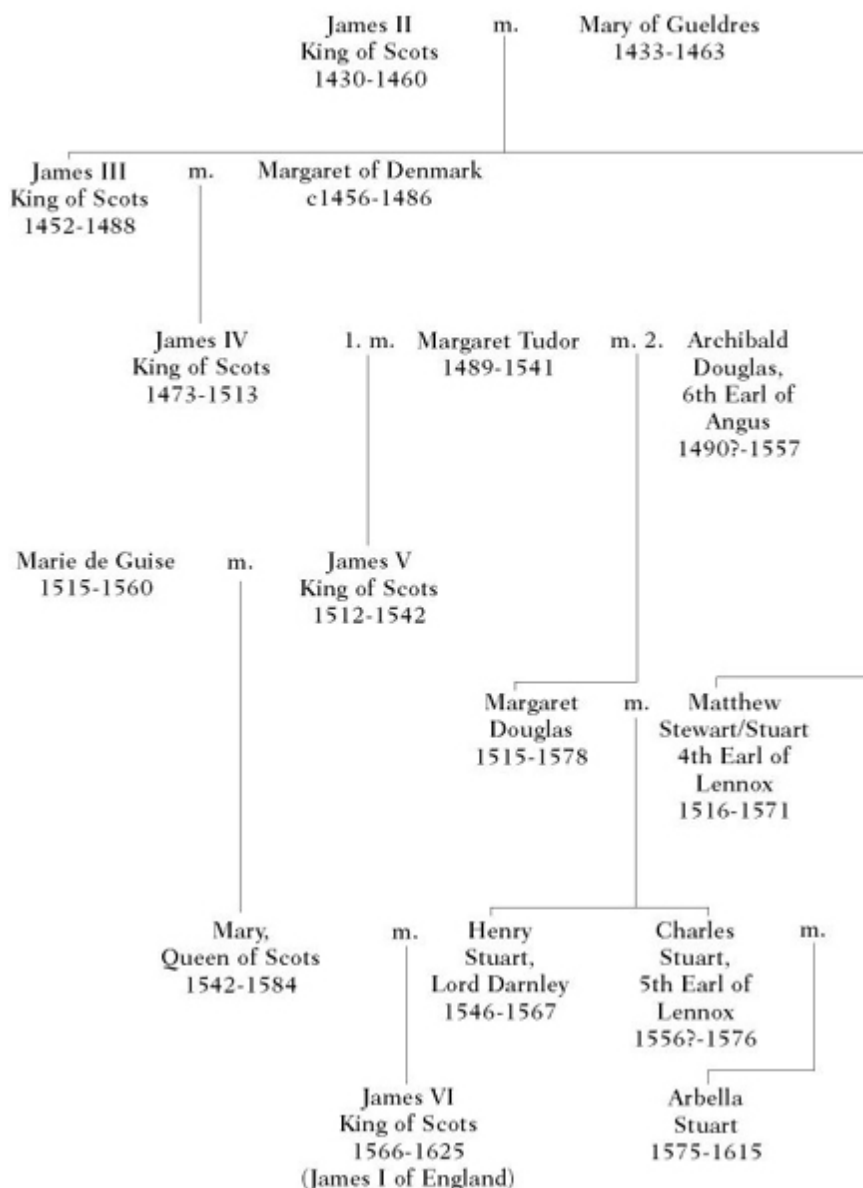 James II
King of Scots
1430-1460
m.
Mary of Gueldres
1433-1463
James III
King of Scots
1452-1488
m.
Margaret of Denmark
c1456-1486
James IV
King of Scots
1473-1513
1. m.
Margaret Tudor
1489-1541
m. 2.
Archibald
Douglas,
6th Earl of
Angus
1490?-1557
Marie de Guise
1515-1560
m.
James V
King of Scots
1512-1542
Margaret
Douglas
1515-1578
m.
Matthew
Stewart/Stuart
4th Earl of
Lennox
1516-1571
Mary,
Queen of Scots
1542-1584
m.
Henry
Stuart,
Lord Darnley
1546-1567
Charles
Stuart,
5th Earl of
Lennox
1556?-1576
m.
James VI
King of Scots
1566-1625
(James I of England)
Arbella
Stuart
1575-1615